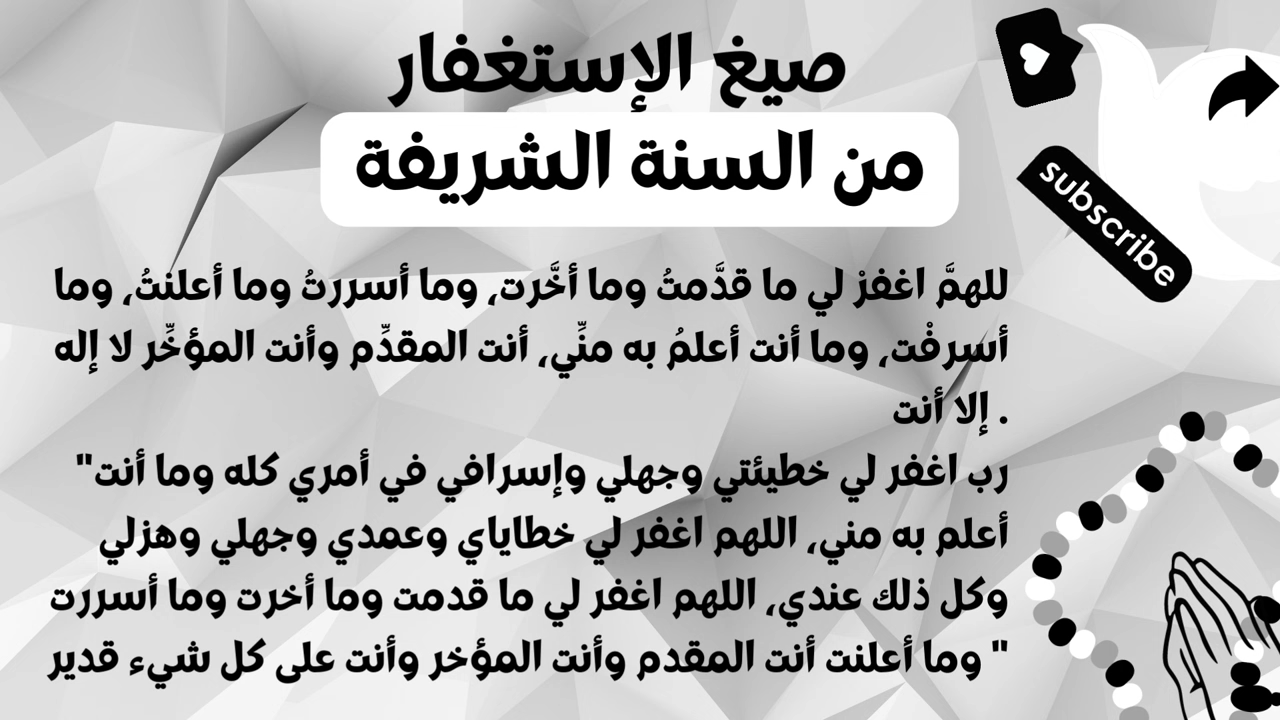 صيغ الإستغفار
من السنة الشريفة
subscribe
للهمَّ اغفرْ لي ما قدَّمتُ وما أخَّرت، وما أسررتُ وما أعلنتُ، وما
أسرفْت، وما أنت أعلمُ به منِّي، أنت المقدِّم وأنت المؤخِّر لا إله
. إلا أنت
رب اغفر لي خطيئتي وجهلي وإسرافي في أمري كله وما أنت"
أعلم به مني، اللهم اغفر لي خطاياي وعمدي وجهلي وهزلي
وكل ذلك عندي، اللهم اغفر لي ما قدمت وما أخرت وما أسررت
" وما أعلنت أنت المقدم وأنت المؤخر وأنت على كل شيء قدير